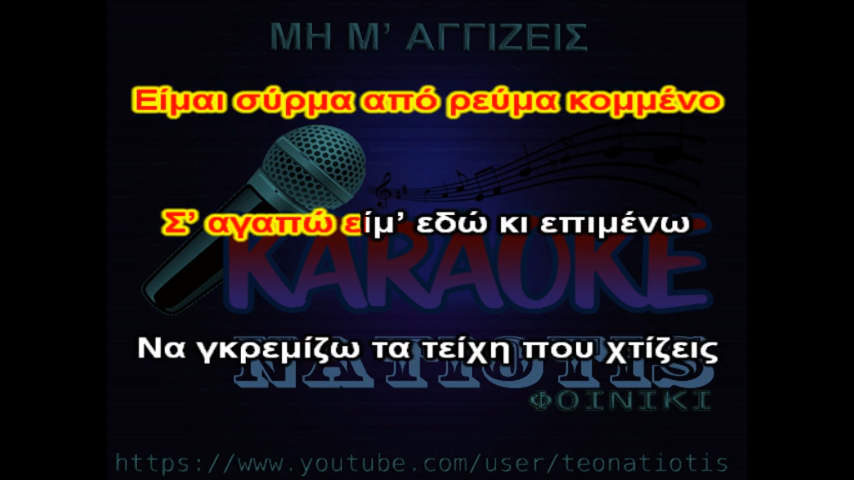 ΜΗ Μ’ ΑΓΓΙΖΕΙΣ
Είμαι σύρμα από ρεύμα κομμένο
Σ’ αγαπώ είμ’ εδώ κι επιμένω
KARAOKE
Να γκρεμίζω τα τείχη που χτίζεις
NATIOTIS
ΦΟΙΝΙΚΙ
https://www.youtube.com/user/teonatiotis